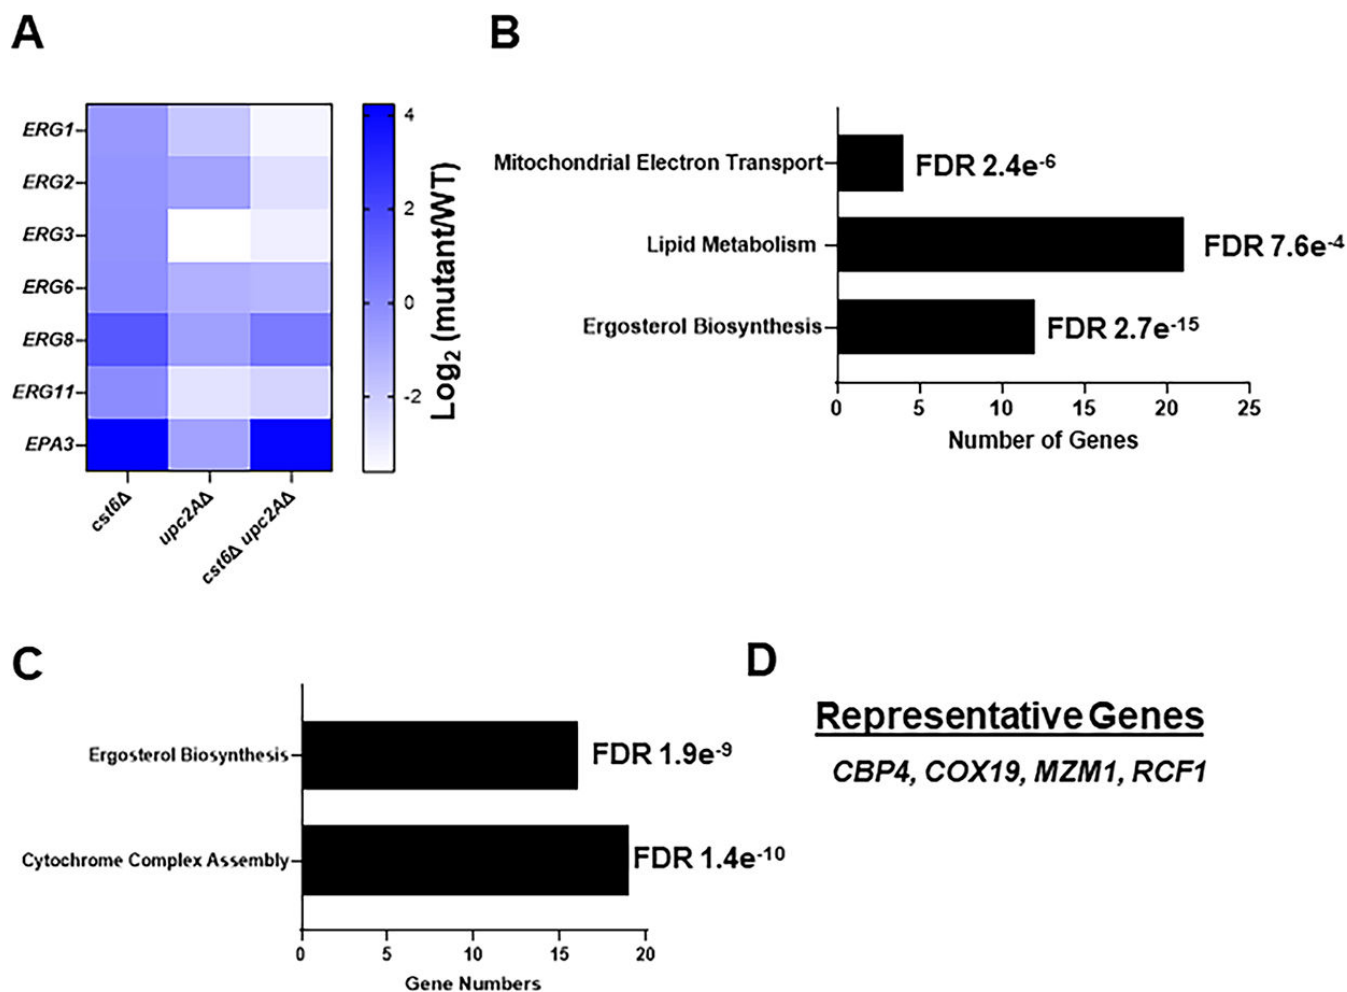 A
ERG1
ERG2
ERG3
ERG6
ERG8
ERG11
EPA3
cst6Δ
upc2AΔ
cst6Δ upc2AΔ
4
2
0
-2
Log₂ (mutant/WT)
B
Mitochondrial Electron Transport
FDR 2.4e⁻⁶
Lipid Metabolism
FDR 7.6e⁻⁴
Ergosterol Biosynthesis
FDR 2.7e⁻¹⁵
0 5 10 15 20 25
Number of Genes
C
Ergosterol Biosynthesis
FDR 1.9e⁻⁹
Cytochrome Complex Assembly
FDR 1.4e⁻¹⁰
0 5 10 15 20
Gene Numbers
D
Representative Genes
CBP4, COX19, MZM1, RCF1